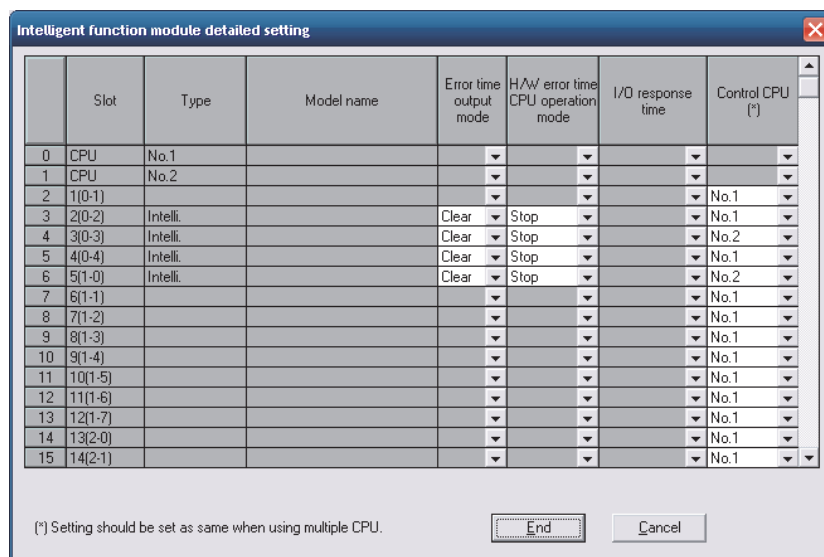 Intelligent function module detailed setting
Slot Type Model name Error time output mode H/W error time CPU operation mode I/O response time Control CPU (*)
0 CPU No.1
1 CPU No.2
2 1(0-1) No.1
3 2(0-2) Intelli. Clear Stop No.1
4 3(0-3) Intelli. Clear Stop No.2
5 4(0-4) Intelli. Clear Stop No.1
6 5(1-0) Intelli. Clear Stop No.2
7 6(1-1) No.1
8 7(1-2) No.1
9 8(1-3) No.1
10 9(1-4) No.1
11 10(1-5) No.1
12 11(1-6) No.1
13 12(1-7) No.1
14 13(2-0) No.1
15 14(2-1) No.1
(*) Setting should be set as same when using multiple CPU.
End Cancel